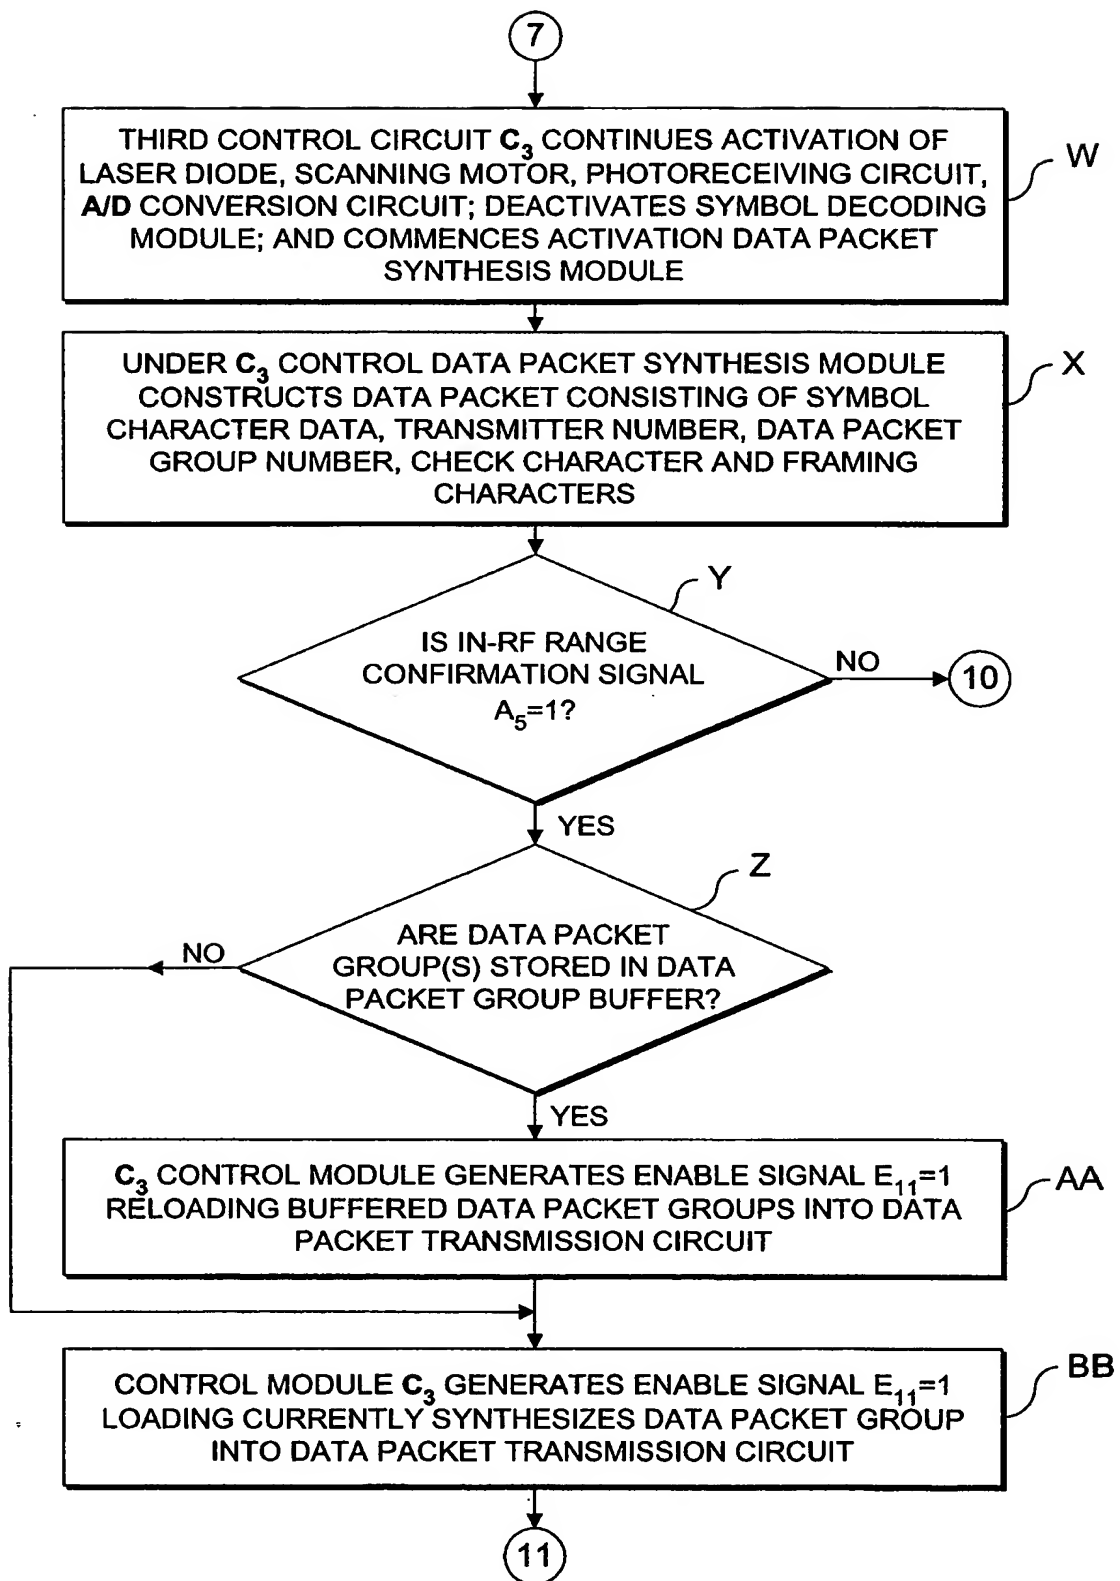 7
THIRD CONTROL CIRCUIT C₃ CONTINUES ACTIVATION OF
LASER DIODE, SCANNING MOTOR, PHOTORECEIVING CIRCUIT,
A/D CONVERSION CIRCUIT; DEACTIVATES SYMBOL DECODING
MODULE; AND COMMENCES ACTIVATION DATA PACKET
SYNTHESIS MODULE
W
UNDER C₃ CONTROL DATA PACKET SYNTHESIS MODULE
CONSTRUCTS DATA PACKET CONSISTING OF SYMBOL
CHARACTER DATA, TRANSMITTER NUMBER, DATA PACKET
GROUP NUMBER, CHECK CHARACTER AND FRAMING
CHARACTERS
X
Y
IS IN-RF RANGE
CONFIRMATION SIGNAL
A₅=1?
NO
10
YES
Z
ARE DATA PACKET
GROUP(S) STORED IN DATA
PACKET GROUP BUFFER?
NO
YES
C₃ CONTROL MODULE GENERATES ENABLE SIGNAL E₁₁=1
RELOADING BUFFERED DATA PACKET GROUPS INTO DATA
PACKET TRANSMISSION CIRCUIT
AA
CONTROL MODULE C₃ GENERATES ENABLE SIGNAL E₁₁=1
LOADING CURRENTLY SYNTHESIZES DATA PACKET GROUP
INTO DATA PACKET TRANSMISSION CIRCUIT
BB
11